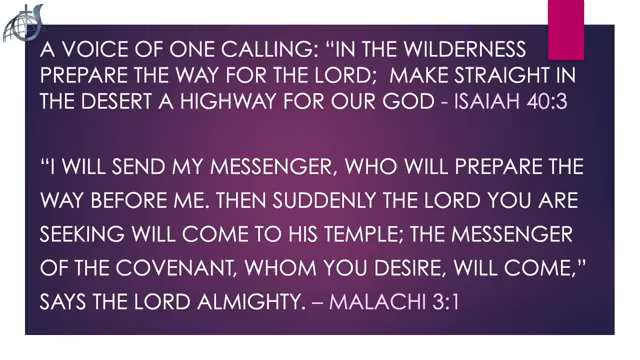 A VOICE OF ONE CALLING: “IN THE WILDERNESS
PREPARE THE WAY FOR THE LORD; MAKE STRAIGHT IN
THE DESERT A HIGHWAY FOR OUR GOD - ISAIAH 40:3
“I WILL SEND MY MESSENGER, WHO WILL PREPARE THE
WAY BEFORE ME. THEN SUDDENLY THE LORD YOU ARE
SEEKING WILL COME TO HIS TEMPLE; THE MESSENGER
OF THE COVENANT, WHOM YOU DESIRE, WILL COME,”
SAYS THE LORD ALMIGHTY. – MALACHI 3:1